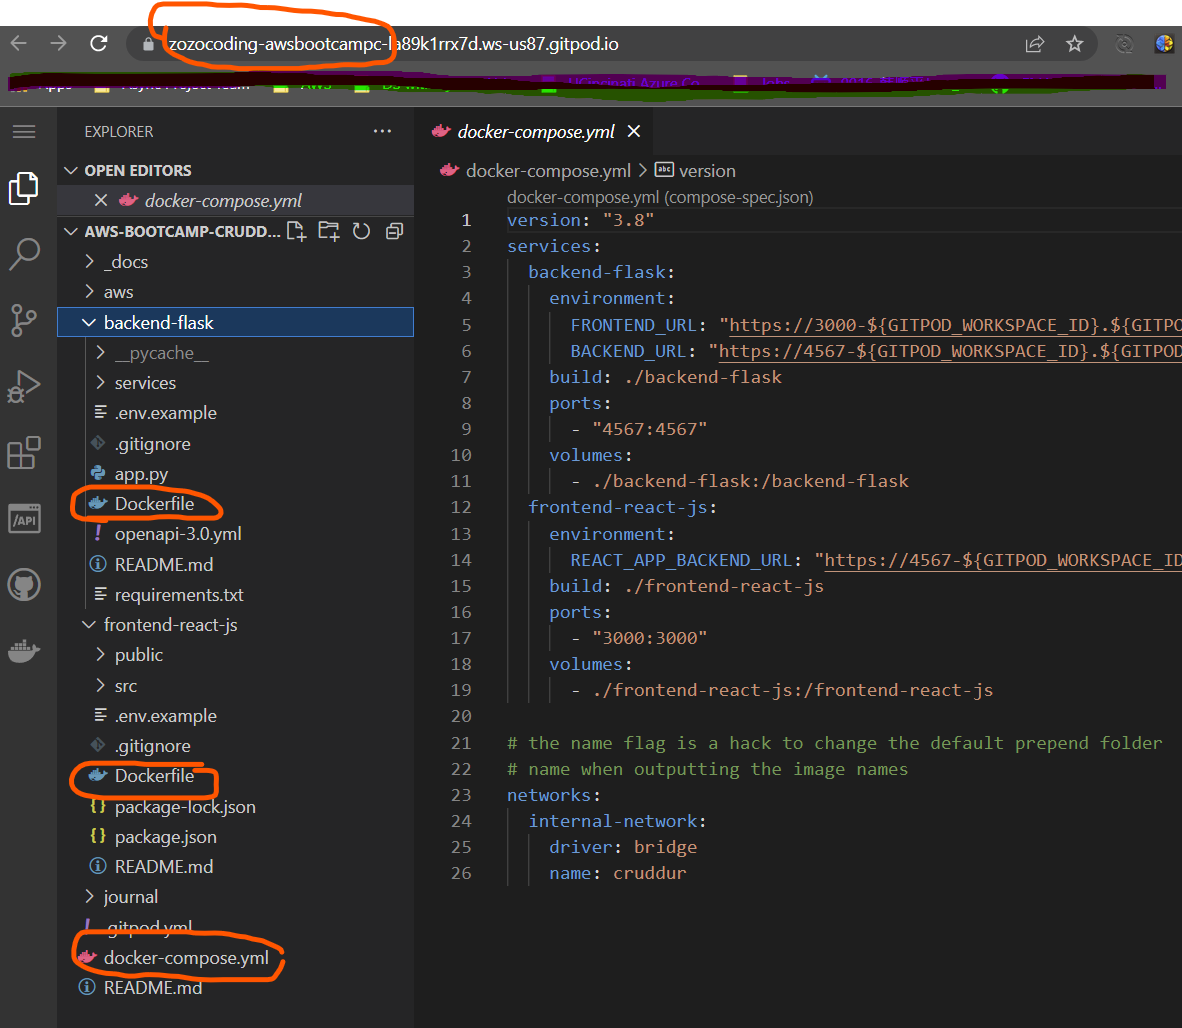 zozocoding-awsbootcampc-la89k1rrx7d.ws-us87.gitpod.io
EXPLORER
OPEN EDITORS
docker-compose.yml
AWS-BOOTCAMP-CRUDD...
_docs
aws
backend-flask
__pycache__
services
.env.example
.gitignore
app.py
Dockerfile
openapi-3.0.yml
README.md
requirements.txt
frontend-react-js
public
src
.env.example
.gitignore
Dockerfile
package-lock.json
package.json
README.md
journal
.gitpod.yml
docker-compose.yml
README.md
docker-compose.yml
docker-compose.yml > abc version
docker-compose.yml (compose-spec.json)
1 version: "3.8"
2 services:
3 backend-flask:
4 environment:
5 FRONTEND_URL: "https://3000-${GITPOD_WORKSPACE_ID}.${GITPO
6 BACKEND_URL: "https://4567-${GITPOD_WORKSPACE_ID}.${GITPOD
7 build: ./backend-flask
8 ports:
9 - "4567:4567"
10 volumes:
11 - ./backend-flask:/backend-flask
12 frontend-react-js:
13 environment:
14 REACT_APP_BACKEND_URL: "https://4567-${GITPOD_WORKSPACE_ID
15 build: ./frontend-react-js
16 ports:
17 - "3000:3000"
18 volumes:
19 - ./frontend-react-js:/frontend-react-js
20
21 # the name flag is a hack to change the default prepend folder
22 # name when outputting the image names
23 networks:
24 internal-network:
25 driver: bridge
26 name: cruddur
/API